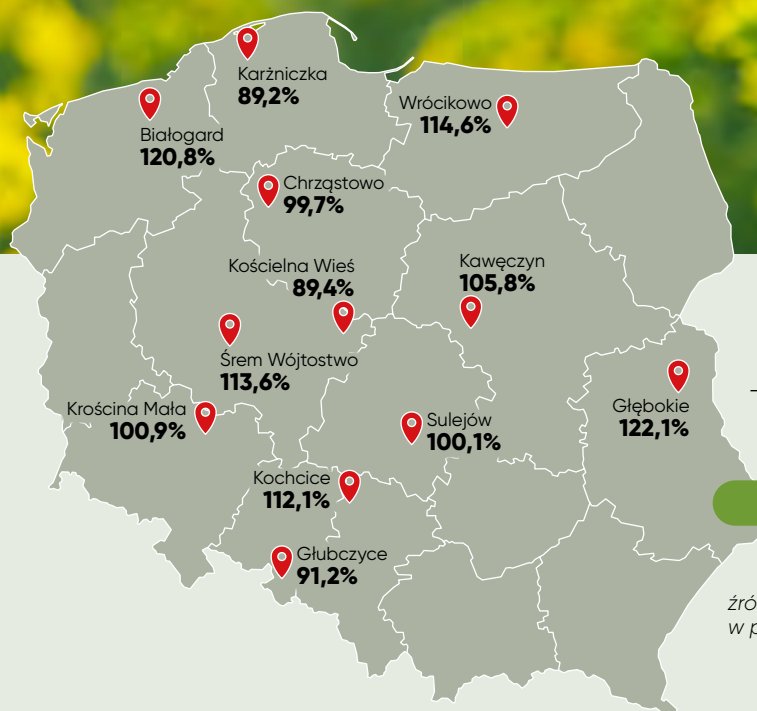 Karżniczka
89,2%
Wrócikowo
114,6%
Białogard
120,8%
Chrząstowo
99,7%
Kościelna Wieś
89,4%
Kawęczyn
105,8%
Śrem Wójtostwo
113,6%
Krościna Mała
100,9%
Głębokie
122,1%
Sulejów
100,1%
Kochcice
112,1%
Głubczyce
91,2%
źró
w p